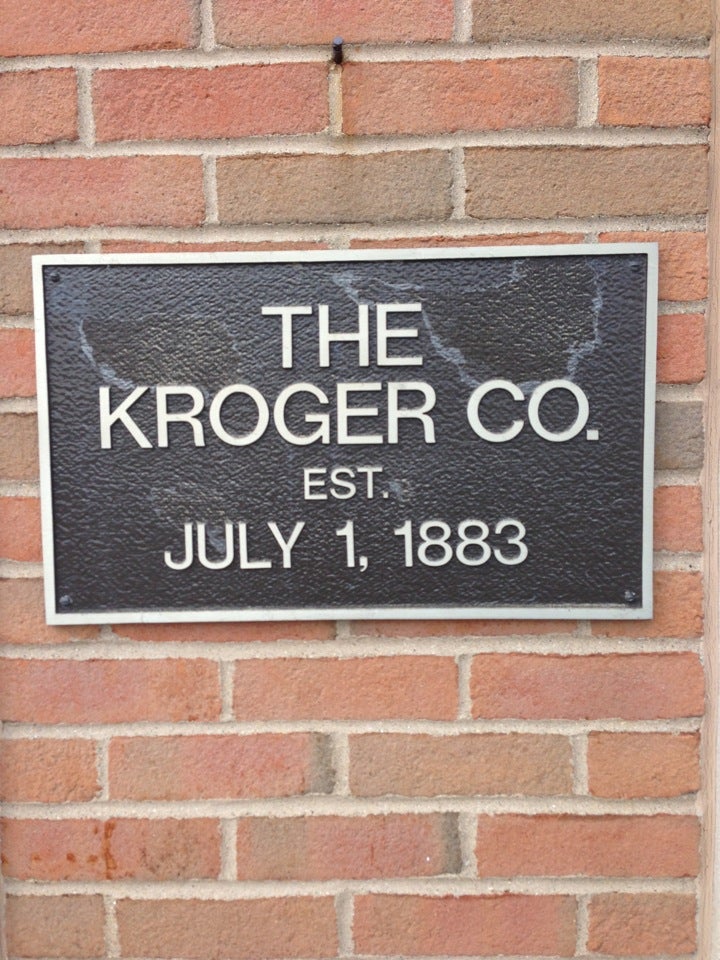 THE
KROGER CO.
EST.
JULY 1, 1883